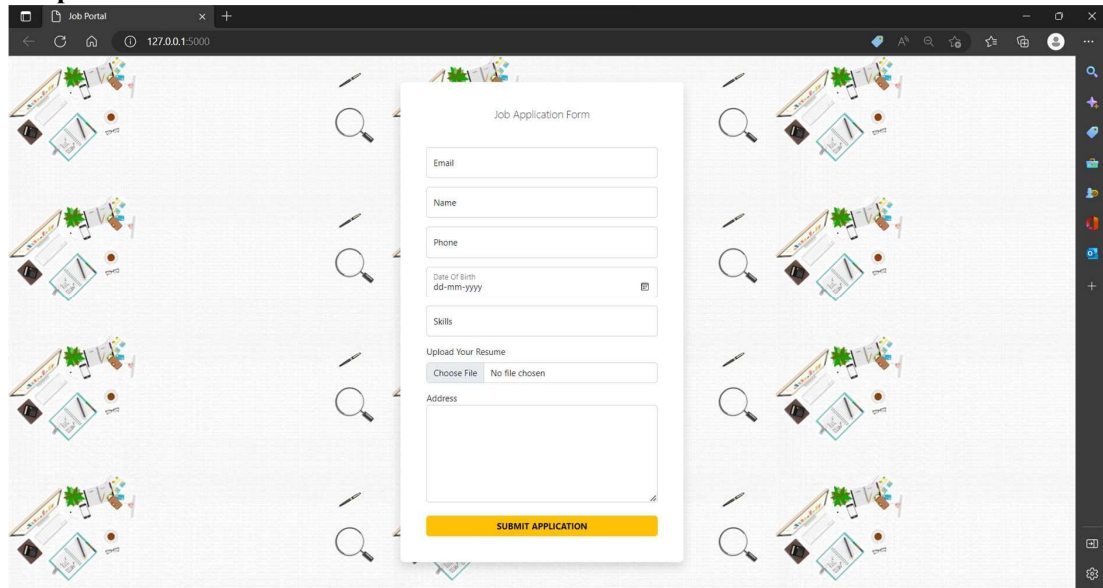 Job Portal
127.0.0.1:5000
Job Application Form
Email
Name
Phone
Date Of Birth
dd-mm-yyyy
Skills
Upload Your Resume
Choose File No file chosen
Address
SUBMIT APPLICATION